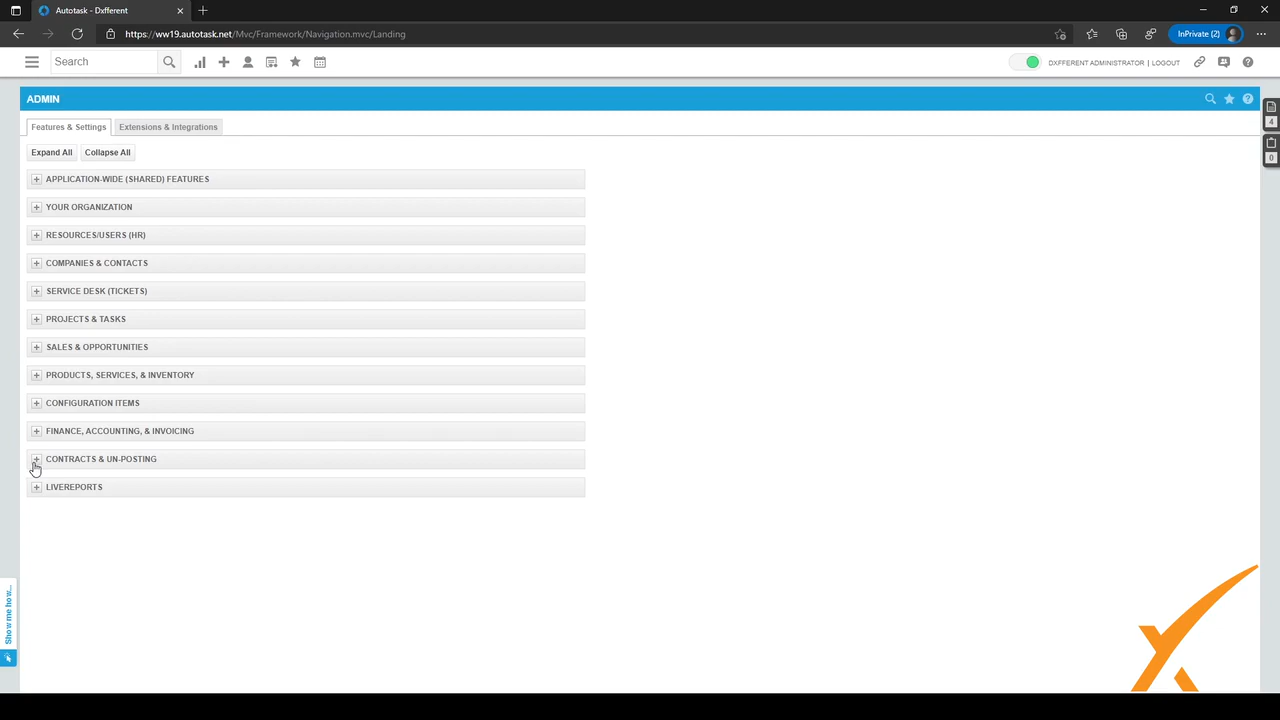 Autotask - Dxfferent
https://ww19.autotask.net/Mvc/Framework/Navigation.mvc/Landing
InPrivate (2)
Search
DXFFERENT ADMINISTRATOR | LOGOUT
ADMIN
Features & Settings
Extensions & Integrations
Expand All
Collapse All
APPLICATION-WIDE (SHARED) FEATURES
YOUR ORGANIZATION
RESOURCES/USERS (HR)
COMPANIES & CONTACTS
SERVICE DESK (TICKETS)
PROJECTS & TASKS
SALES & OPPORTUNITIES
PRODUCTS, SERVICES, & INVENTORY
CONFIGURATION ITEMS
FINANCE, ACCOUNTING, & INVOICING
CONTRACTS & UN-POSTING
LIVEREPORTS
4
0
Show me how...